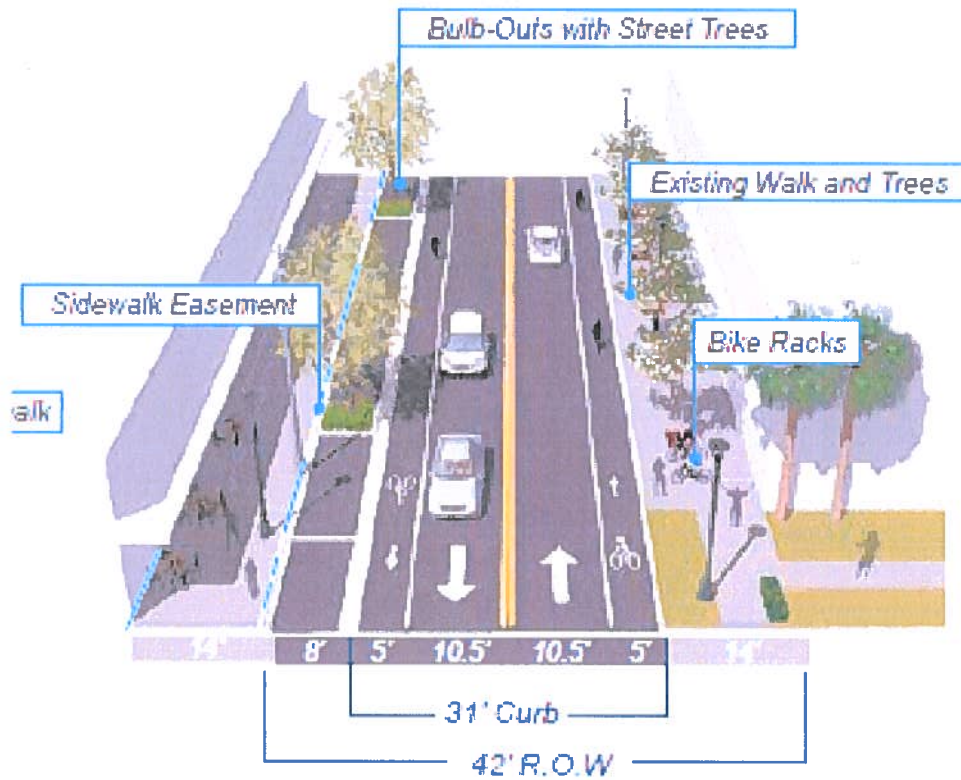 Bulb-Outs with Street Trees
Existing Walk and Trees
Sidewalk Easement
Bike Racks
alk
14' 8' 5' 10.5' 10.5' 5' 14'
31' Curb
42' R.O.W